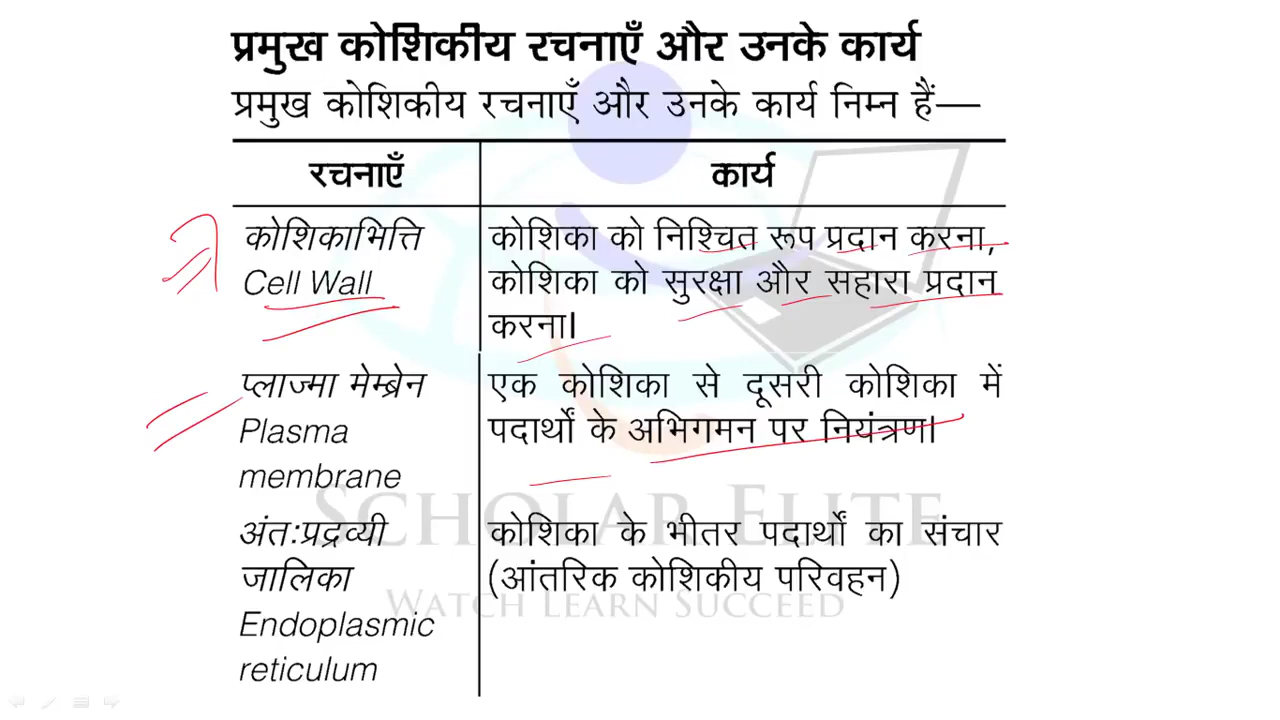 प्रमुख कोशिकीय रचनाएँ और उनके कार्य
प्रमुख कोशिकीय रचनाएँ और उनके कार्य निम्न हैं—
रचनाएँ
कार्य
कोशिकाभित्ति
Cell Wall
कोशिका को निश्चित रूप प्रदान करना,
कोशिका को सुरक्षा और सहारा प्रदान
करना।
प्लाज्मा मेम्ब्रेन
Plasma
membrane
एक कोशिका से दूसरी कोशिका में
पदार्थों के अभिगमन पर नियंत्रण।
अंतःप्रद्रव्यी
जालिका
Endoplasmic
reticulum
कोशिका के भीतर पदार्थों का संचार
(आंतरिक कोशिकीय परिवहन)
SCHOLAR ELITE
WATCH LEARN SUCCEED